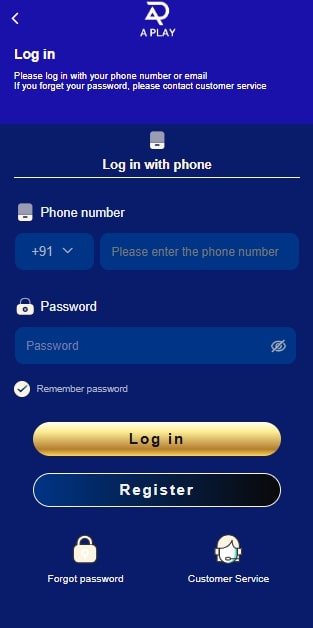 A PLAY
Log in
Please log in with your phone number or email
If you forget your password, please contact customer service
Log in with phone
Phone number
+91 Please enter the phone number
Password
Password
Remember password
Log in
Register
Forgot password Customer Service